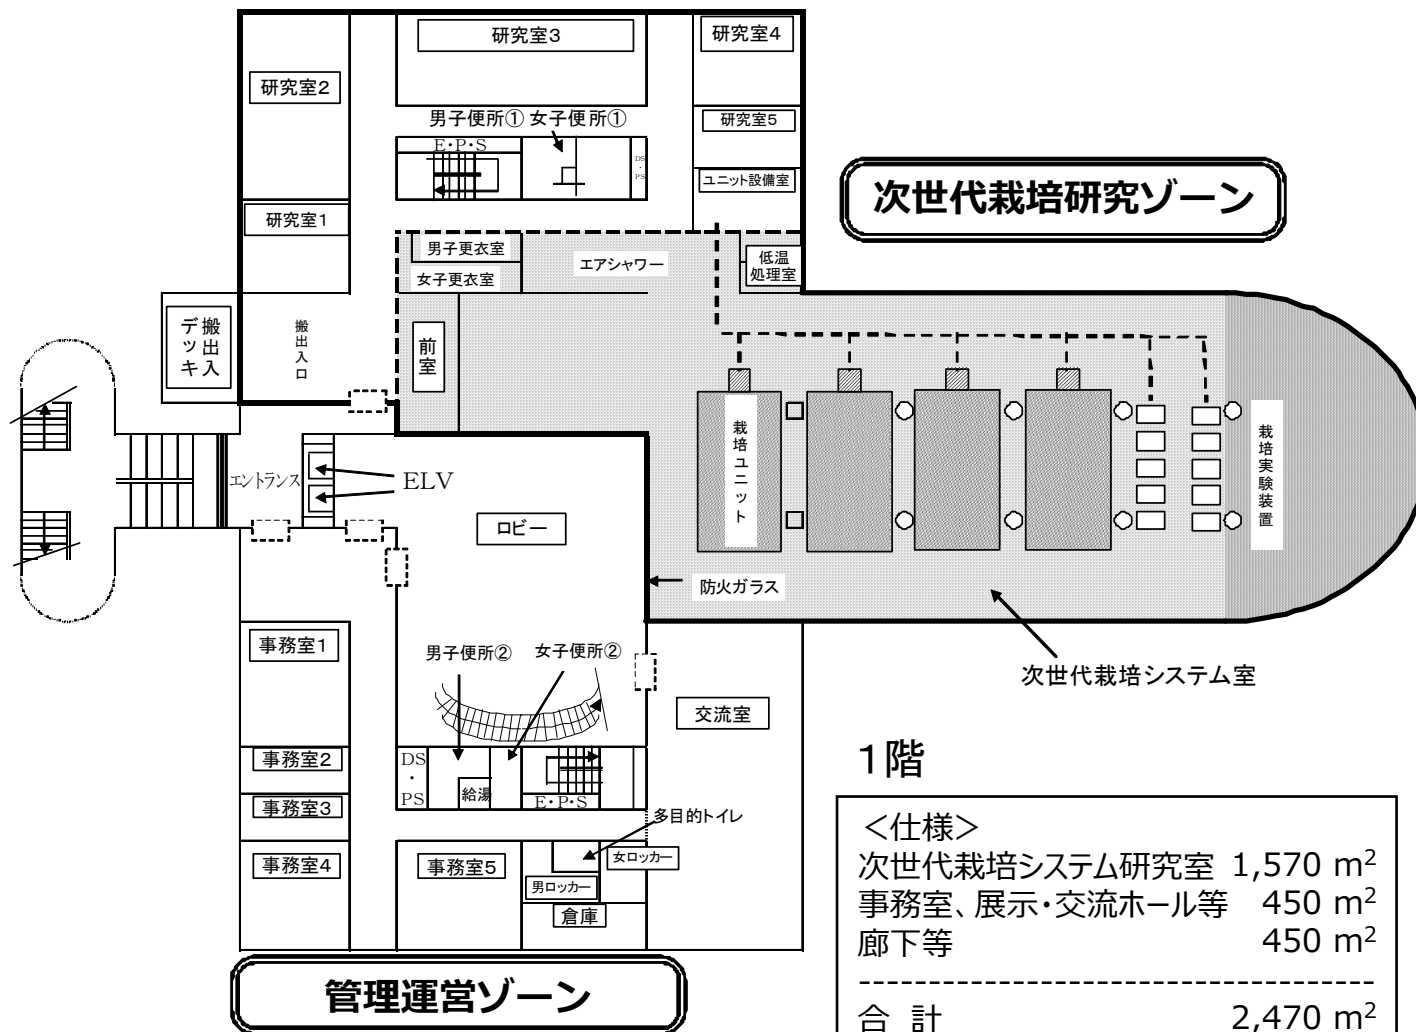 研究室3
研究室4
研究室2
男子便所① 女子便所①
研究室5
E・P・S
DS・PS
ユニット設備室
次世代栽培研究ゾーン
研究室1
男子更衣室
エアシャワー
低温
処理室
女子更衣室
搬出入
デッキ
搬出入口
前室
栽培ユニット
栽培実験装置
エントランス
ELV
ロビー
防火ガラス
事務室1
男子便所②
女子便所②
次世代栽培システム室
交流室
事務室2
DS・PS
給湯
E・P・S
事務室3
多目的トイレ
事務室4
事務室5
女ロッカー
男ロッカー
倉庫
管理運営ゾーン
1階
＜仕様＞
次世代栽培システム研究室 1,570 m²
事務室、展示・交流ホール等 450 m²
廊下等 450 m²
------------------------------------
合 計 2,470 m²